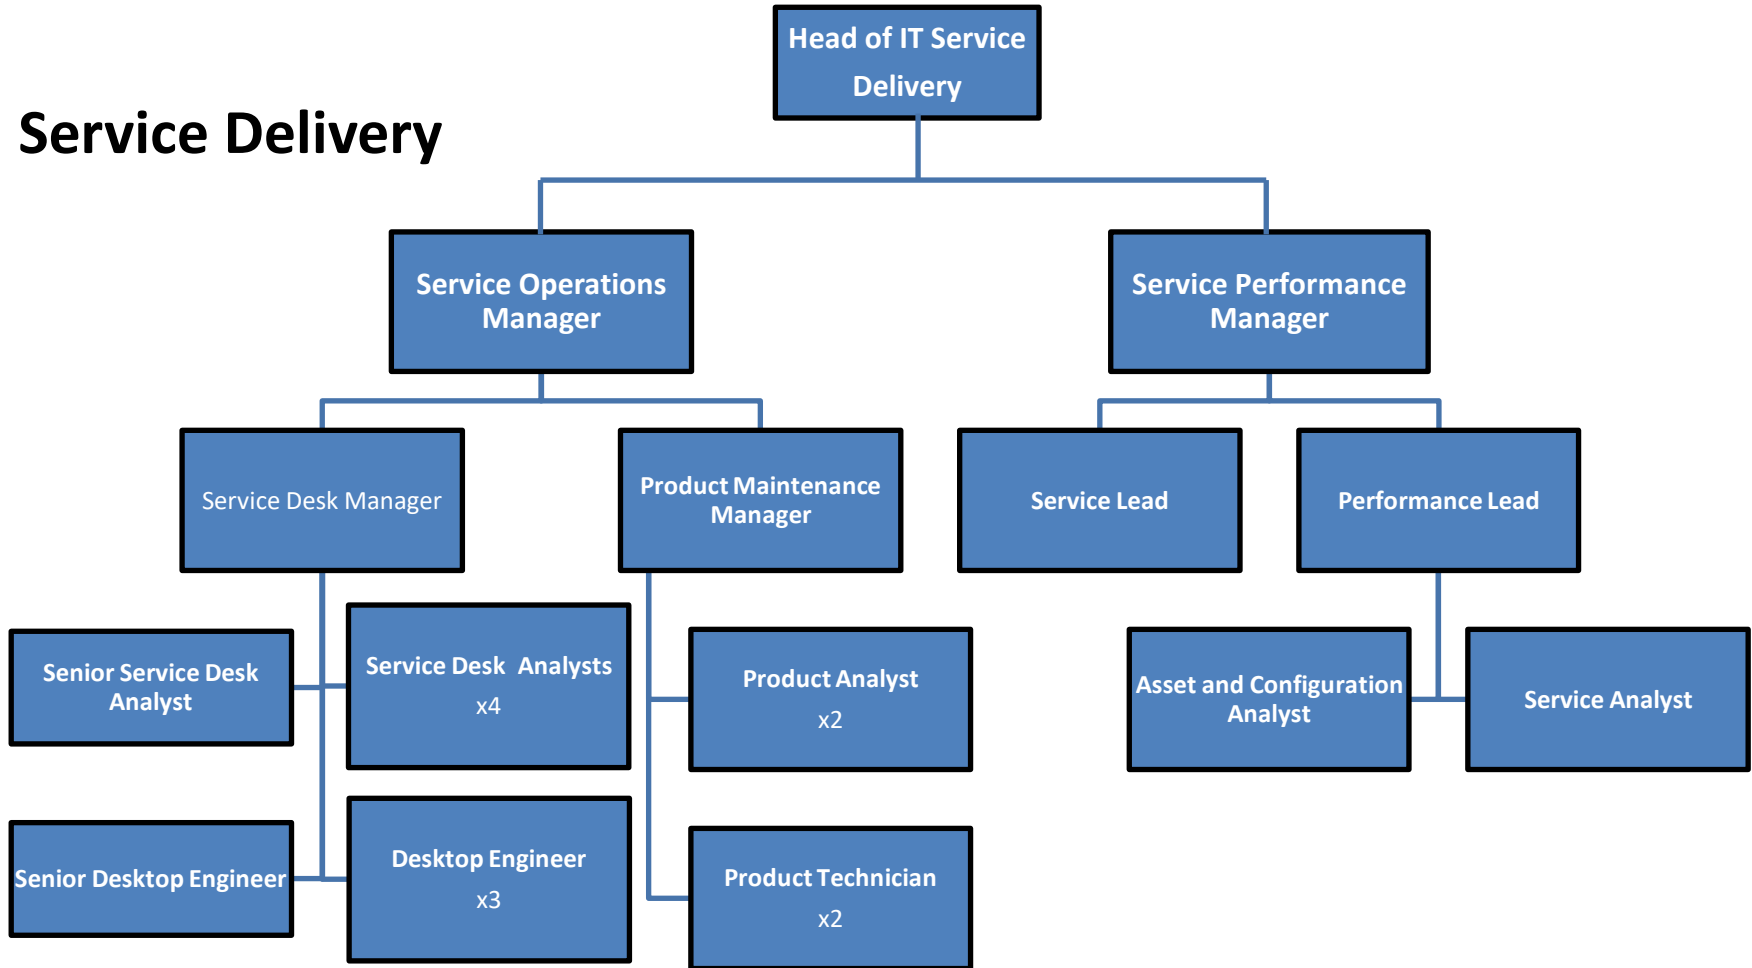 Head of IT Service
Delivery
Service Delivery
Service Operations
Manager
Service Performance
Manager
Service Desk Manager
Product Maintenance
Manager
Service Lead
Performance Lead
Senior Service Desk
Analyst
Service Desk Analysts
x4
Product Analyst
x2
Asset and Configuration
Analyst
Service Analyst
Senior Desktop Engineer
Desktop Engineer
x3
Product Technician
x2